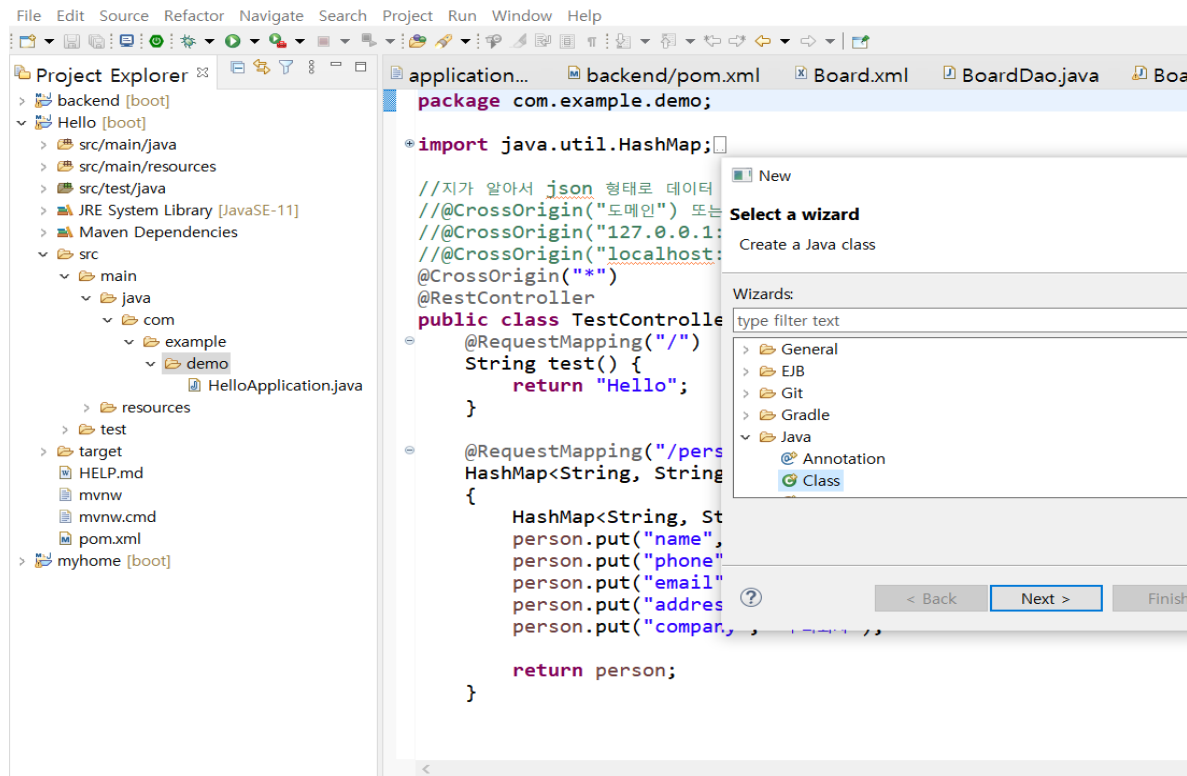 File Edit Source Refactor Navigate Search Project Run Window Help
Project Explorer
backend [boot]
Hello [boot]
src/main/java
src/main/resources
src/test/java
JRE System Library [JavaSE-11]
Maven Dependencies
src
main
java
com
example
demo
HelloApplication.java
resources
test
target
HELP.md
mvnw
mvnw.cmd
pom.xml
myhome [boot]
application... backend/pom.xml Board.xml BoardDao.java Boa
package com.example.demo;
import java.util.HashMap;
//지가 알아서 json 형태로 데이터
//@CrossOrigin("도메인") 또는
//@CrossOrigin("127.0.0.1:
//@CrossOrigin("localhost:
@CrossOrigin("*")
@RestController
public class TestControlle
@RequestMapping("/")
String test() {
return "Hello";
}
@RequestMapping("/pers
HashMap<String, String
{
HashMap<String, St
person.put("name",
person.put("phone"
person.put("email"
person.put("addres
person.put("company",
return person;
}
New
Select a wizard
Create a Java class
Wizards:
type filter text
General
EJB
Git
Gradle
Java
Annotation
Class
< Back Next > Finish